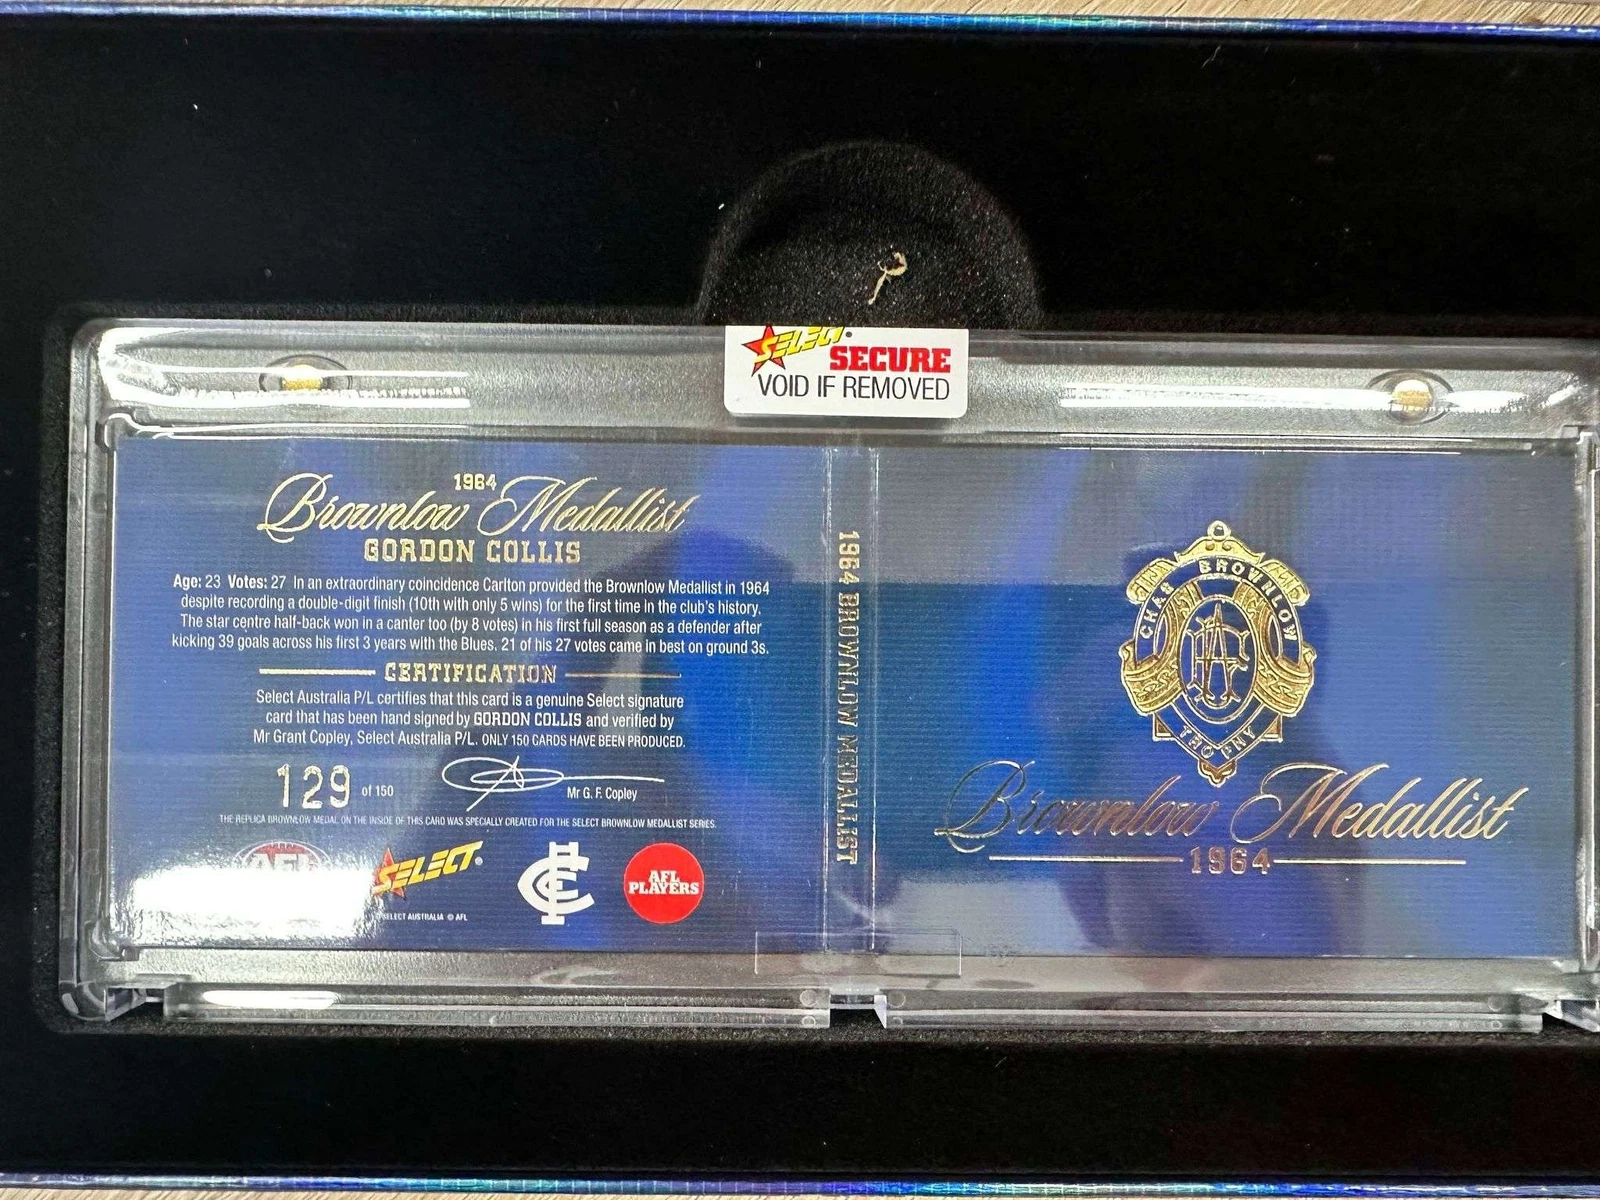 SELECT
SECURE
VOID IF REMOVED
1964
Brownlow Medallist
GORDON COLLIS
Age: 23 Votes: 27 In an extraordinary coincidence Carlton provided the Brownlow Medallist in 1964
despite recording a double-digit finish (10th with only 5 wins) for the first time in the club's history.
The star centre half-back won in a canter too (by 8 votes) in his first full season as a defender after
kicking 39 goals across his first 3 years with the Blues. 21 of his 27 votes came in best on ground 3s.
CERTIFICATION
Select Australia P/L certifies that this card is a genuine Select signature
card that has been hand signed by GORDON COLLIS and verified by
Mr Grant Copley, Select Australia P/L. ONLY 150 CARDS HAVE BEEN PRODUCED.
129 of 150
Mr G. F. Copley
THE REPLICA BROWNLOW MEDAL ON THE INSIDE OF THIS CARD WAS SPECIALLY CREATED FOR THE SELECT BROWNLOW MEDALLIST SERIES.
AFL
SELECT
SELECT AUSTRALIA © AFL
CFC
AFL
PLAYERS
1964 BROWNLOW MEDALLIST
CHAS BROWNLOW
TROPHY
Brownlow Medallist
1964